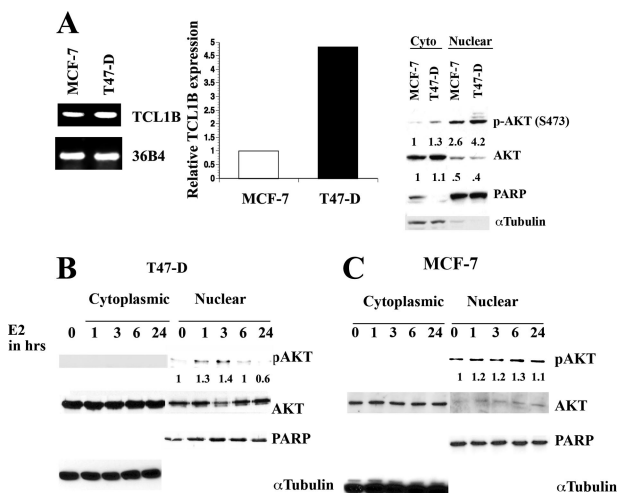 A
MCF-7
T47-D
TCL1B
36B4
Relative TCL1B expression
5
4.5
4
3.5
3
2.5
2
1.5
1
0.5
0
MCF-7 T47-D
Cyto Nuclear
MCF-7 T47-D MCF-7 T47-D
p-AKT (S473)
1 1.3 2.6 4.2
AKT
1 1.1 .5 .4
PARP
αTubulin
B
T47-D
Cytoplasmic Nuclear
E2 in hrs
0 1 3 6 24 0 1 3 6 24
pAKT
1 1.3 1.4 1 0.6
AKT
PARP
αTubulin
C
MCF-7
Cytoplasmic Nuclear
0 1 3 6 24 0 1 3 6 24
pAKT
1 1.2 1.2 1.3 1.1
AKT
PARP
αTubulin